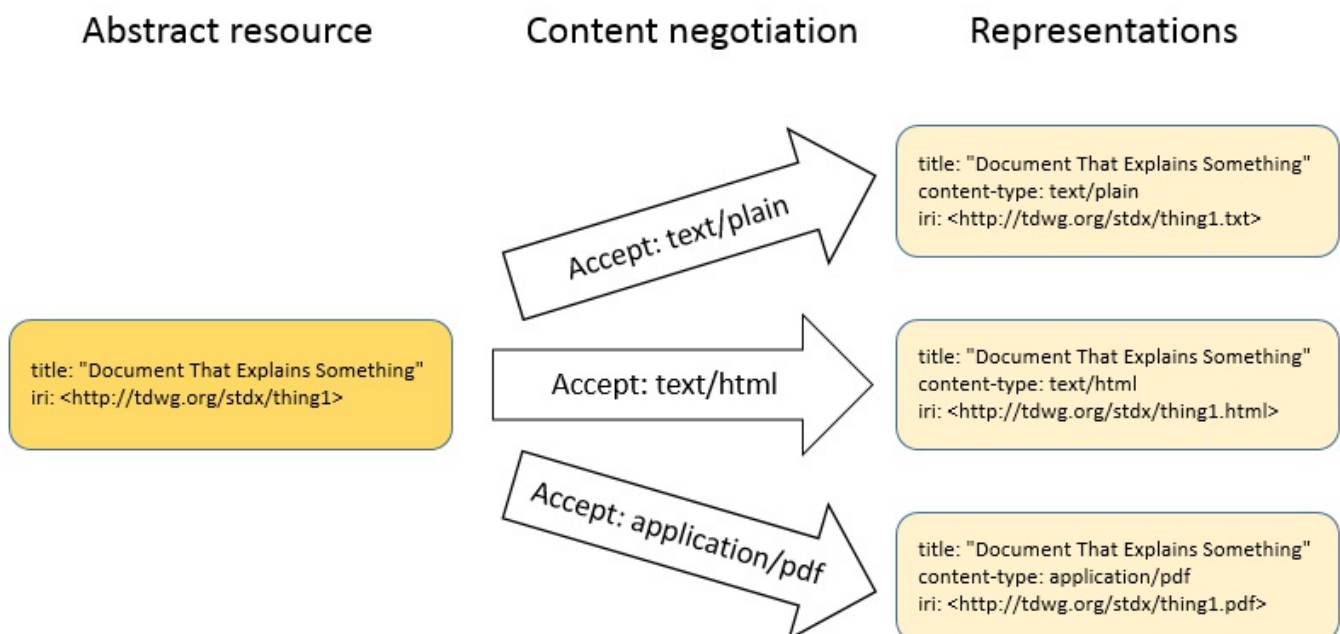 Abstract resource
Content negotiation
Representations
Accept: text/plain
title: "Document That Explains Something"
content-type: text/plain
iri: <http://tdwg.org/stdx/thing1.txt>
title: "Document That Explains Something"
iri: <http://tdwg.org/stdx/thing1>
Accept: text/html
title: "Document That Explains Something"
content-type: text/html
iri: <http://tdwg.org/stdx/thing1.html>
Accept: application/pdf
title: "Document That Explains Something"
content-type: application/pdf
iri: <http://tdwg.org/stdx/thing1.pdf>